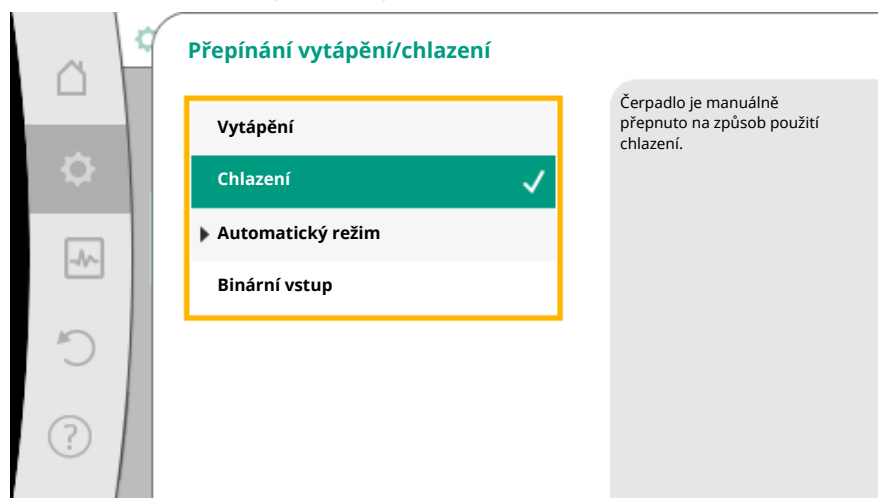 Přepínání vytápění/chlazení
Vytápění
Chlazení
Automatický režim
Binární vstup
Čerpadlo je manuálně
přepnuto na způsob použití
chlazení.
?